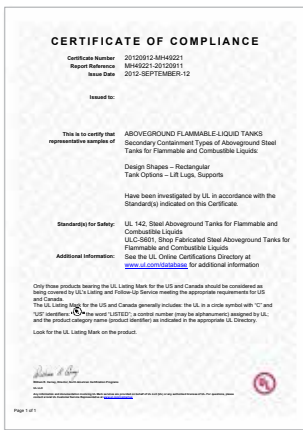 CERTIFICATE OF COMPLIANCE
Certificate Number 20120912-MH49221
Report Reference MH49221-20120911
Issue Date 2012-SEPTEMBER-12
Issued to:
This is to certify that ABOVEGROUND FLAMMABLE-LIQUID TANKS
representative samples of Secondary Containment Types of Aboveground Steel
Tanks for Flammable and Combustible Liquids:
Design Shapes – Rectangular
Tank Options – Lift Lugs, Supports
Have been investigated by UL in accordance with the
Standard(s) indicated on this Certificate.
Standard(s) for Safety: UL 142, Steel Aboveground Tanks for Flammable and
Combustible Liquids
ULC-S601, Shop Fabricated Steel Aboveground Tanks for
Flammable and Combustible Liquids
Additional Information: See the UL Online Certifications Directory at
www.ul.com/database for additional information
Only those products bearing the UL Listing Mark for the US and Canada should be considered as
being covered by UL's Listing and Follow-Up Service meeting the appropriate requirements for US
and Canada.
The UL Listing Mark for the US and Canada generally includes: the UL in a circle symbol with "C" and
"US" identifiers: the word "LISTED"; a control number (may be alphanumeric) assigned by UL;
and the product category name (product identifier) as indicated in the appropriate UL Directory.
Look for the UL Listing Mark on the product.
Page 1 of 1